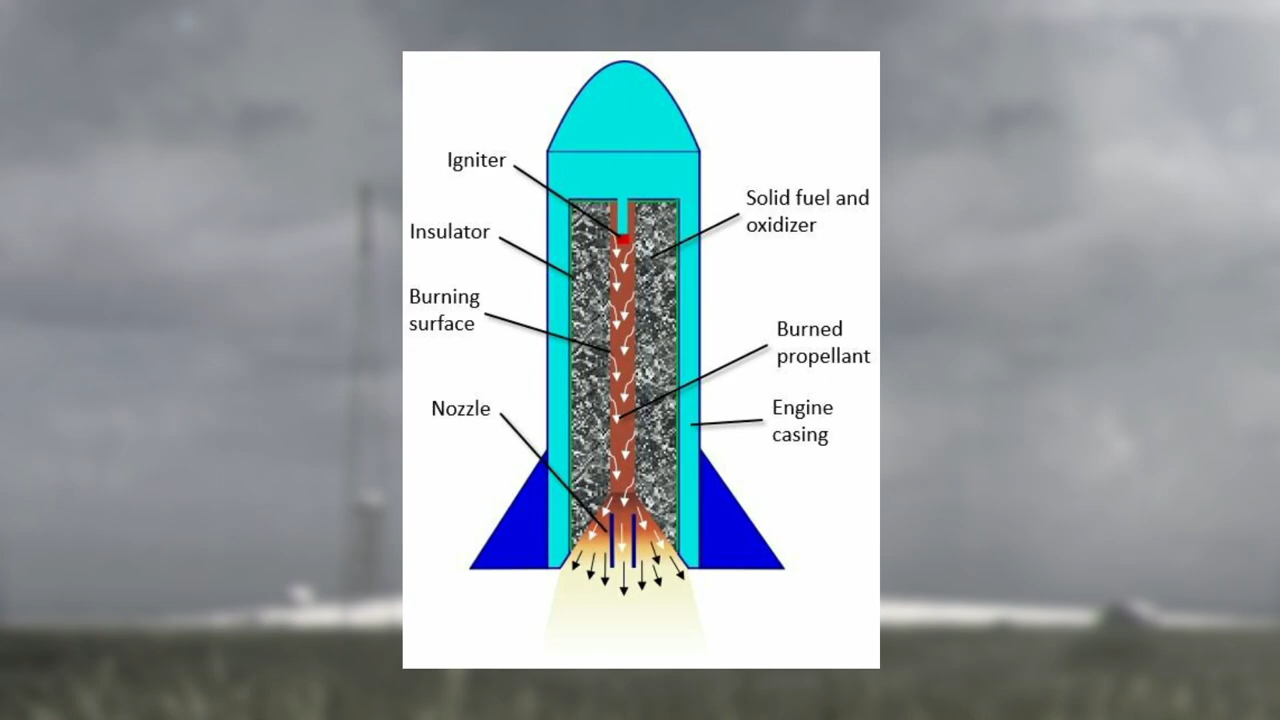 Igniter
Solid fuel and
oxidizer
Insulator
Burning
surface
Burned
propellant
Nozzle
Engine
casing